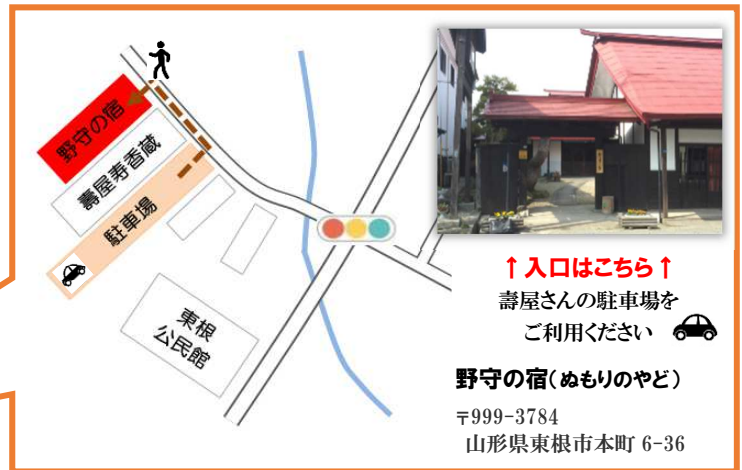 野守の宿
壽屋寿香蔵
駐車場
東根
公民館
↑入口はこちら↑
壽屋さんの駐車場を
ご利用ください
野守の宿(ぬもりのやど)
〒999-3784
山形県東根市本町 6-36